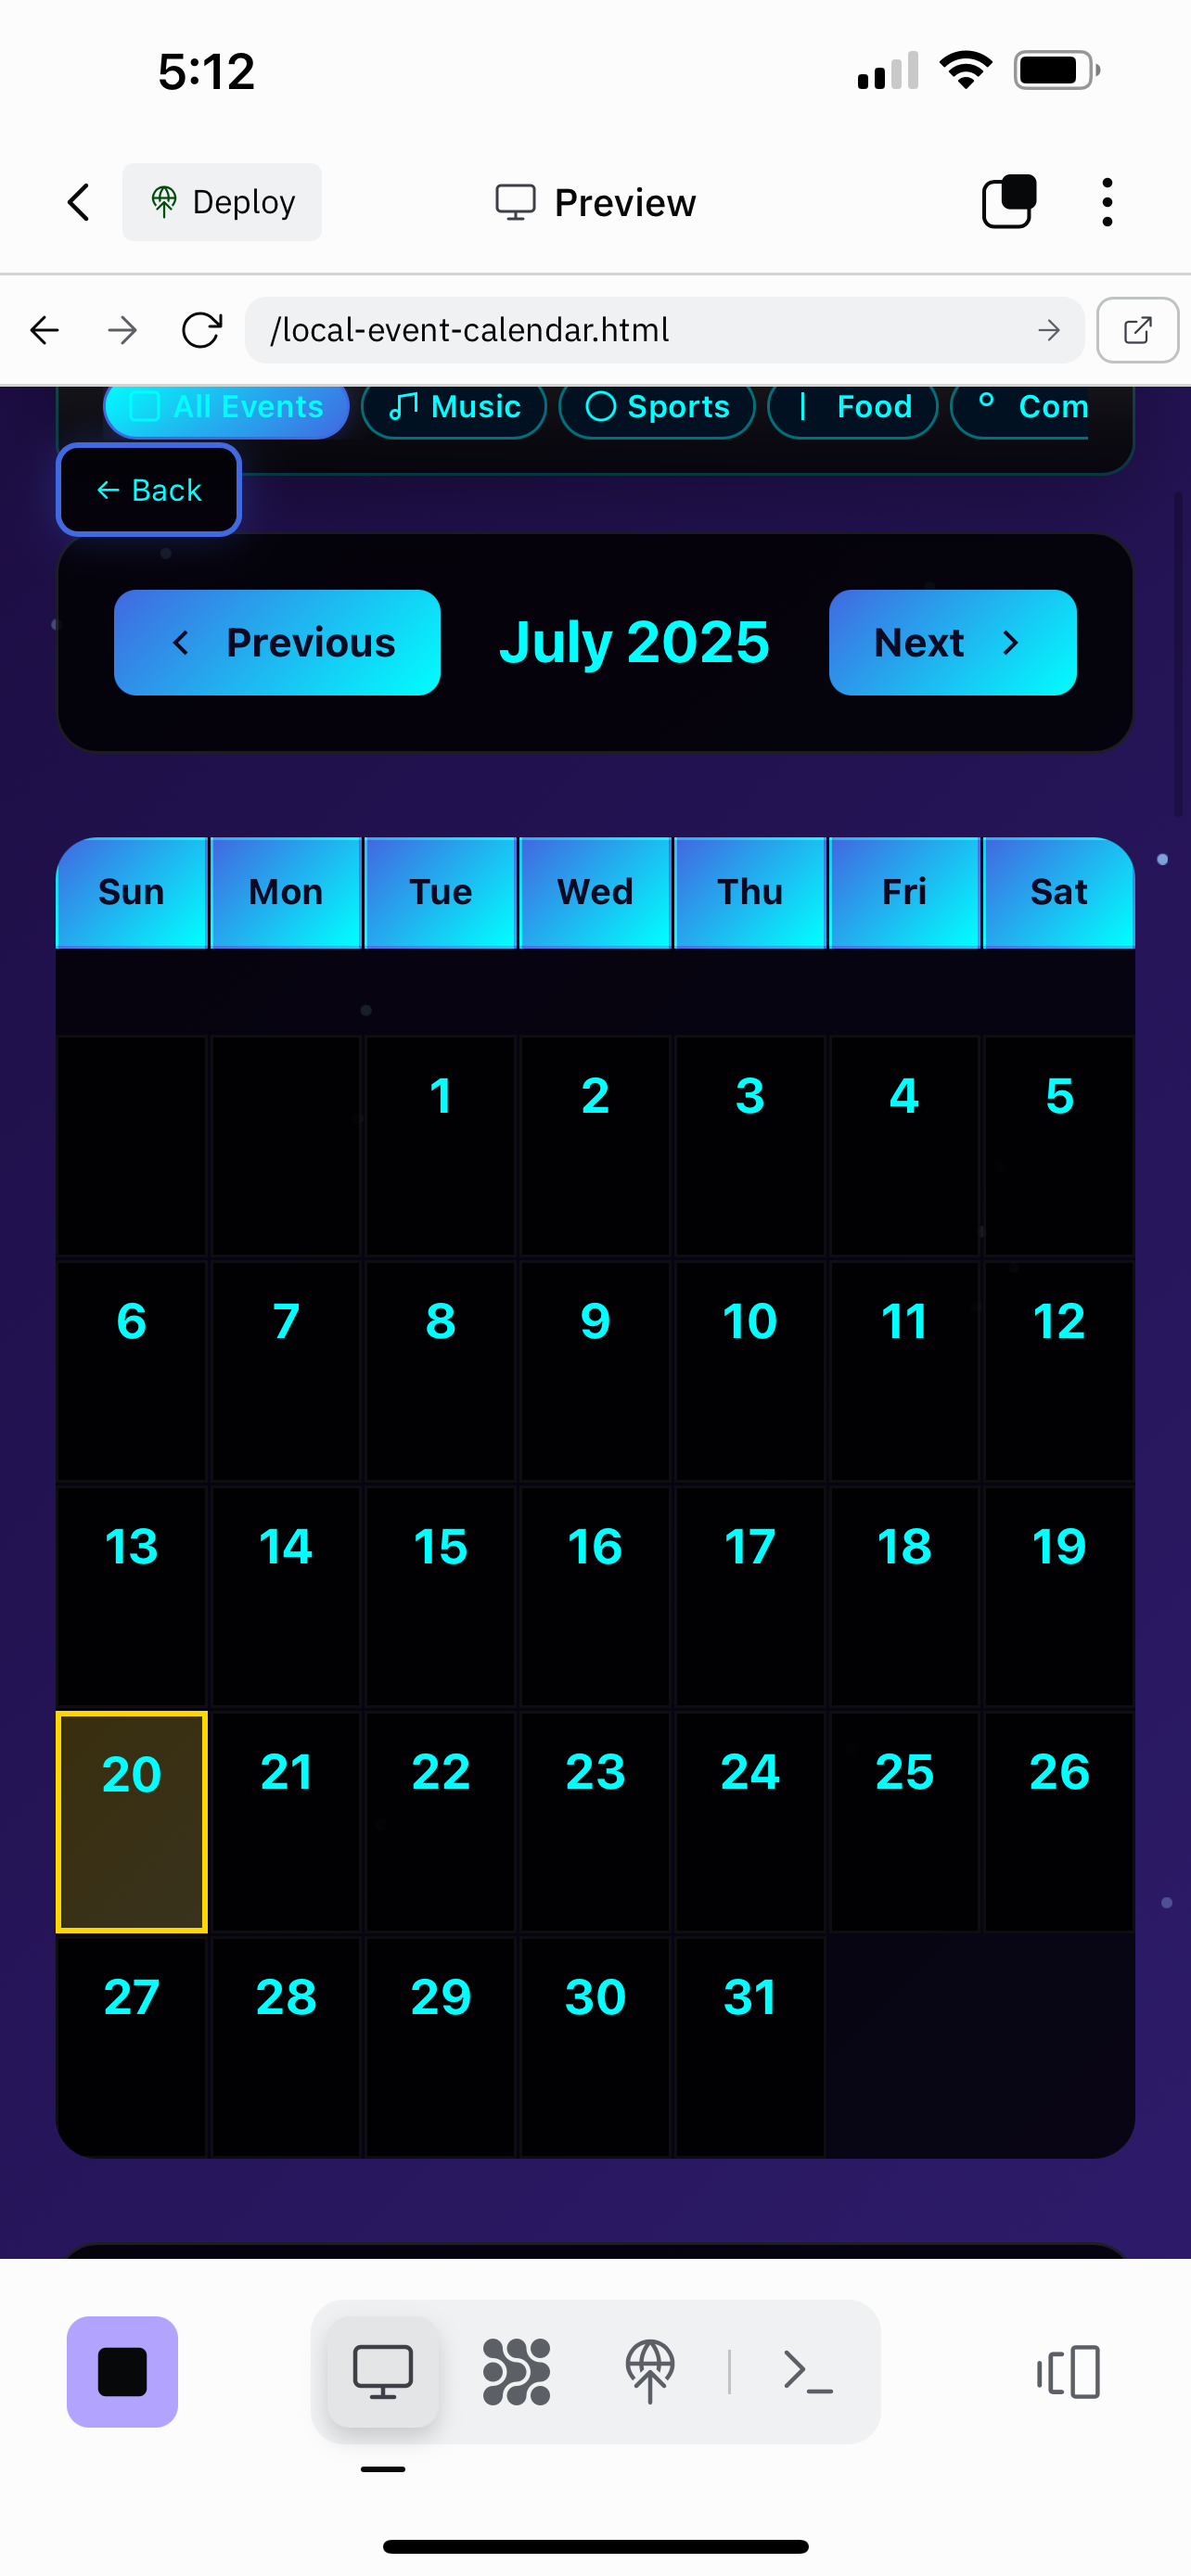 5:12
Deploy
Preview
/local-event-calendar.html
All Events Music Sports Food Com
← Back
Previous July 2025 Next
Sun Mon Tue Wed Thu Fri Sat
1 2 3 4 5
6 7 8 9 10 11 12
13 14 15 16 17 18 19
20 21 22 23 24 25 26
27 28 29 30 31